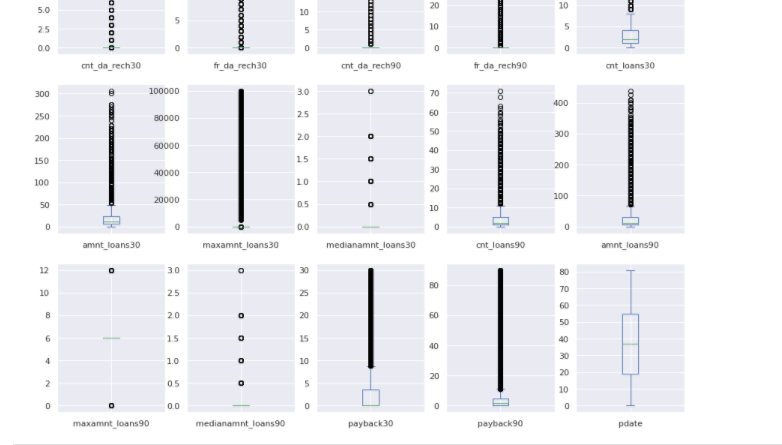 5.0 5 10 20 10
2.5 5 10 5
0.0 0 0 0 0
cnt_da_rech30 fr_da_rech30 cnt_da_rech90 fr_da_rech90 cnt_loans30
300 100000 3.0 70 400
250 80000 2.5 60 300
200 60000 2.0 50 200
150 40000 1.5 40 100
100 20000 1.0 30 0
50 0 0.5 20
0 0.0 10
0
amnt_loans30 maxamnt_loans30 medianamnt_loans30 cnt_loans90 amnt_loans90
12 3.0 30 80 80
10 2.5 25 60 70
8 2.0 20 40 60
6 1.5 15 20 50
4 1.0 10 0 40
2 0.5 5 30
0 0.0 0 20
10
0
maxamnt_loans90 medianamnt_loans90 payback30 payback90 pdate